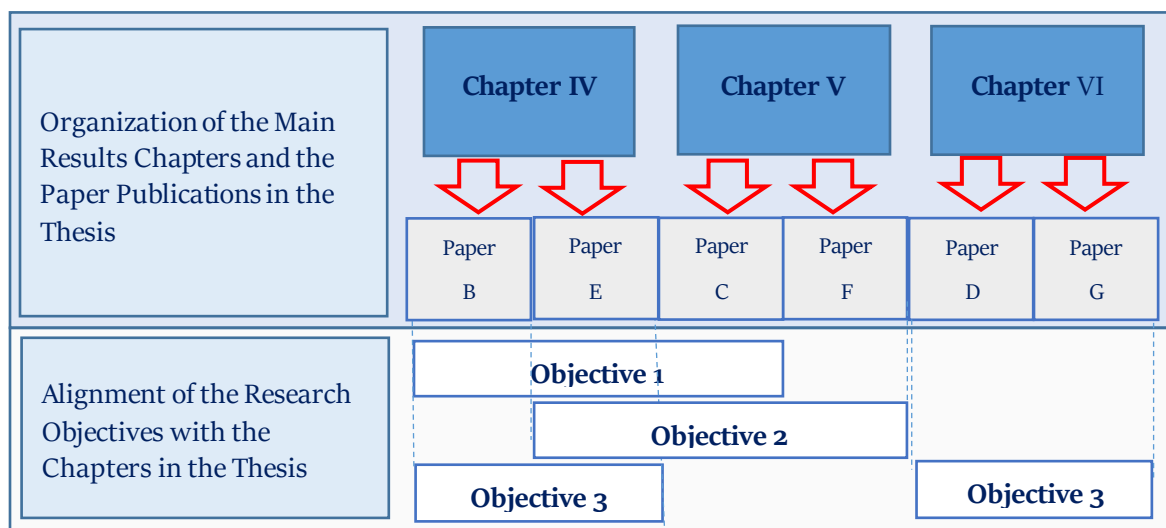 Organization of the Main
Results Chapters and the
Paper Publications in the
Thesis
Chapter IV
Chapter V
Chapter VI
Paper
B
Paper
E
Paper
C
Paper
F
Paper
D
Paper
G
Alignment of the Research
Objectives with the
Chapters in the Thesis
Objective 1
Objective 2
Objective 3
Objective 3